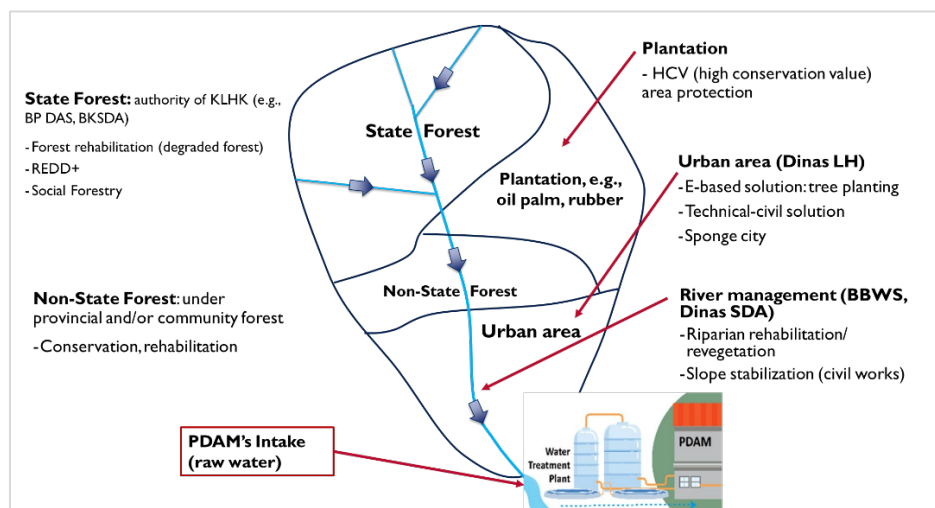 State Forest: authority of KLHK (e.g.,
BP DAS, BKSDA)
-Forest rehabilitation (degraded forest)
-REDD+
-Social Forestry
Non-State Forest: under
provincial and/or community forest
-Conservation, rehabilitation
PDAM's Intake
(raw water)
State Forest
Plantation, e.g.,
oil palm, rubber
Non-State Forest
Urban area
Plantation
- HCV (high conservation value)
area protection
Urban area (Dinas LH)
-E-based solution: tree planting
-Technical-civil solution
-Sponge city
River management (BBWS,
Dinas SDA)
-Riparian rehabilitation/
revegetation
-Slope stabilization (civil works)
Water
Treatment
Plant
PDAM